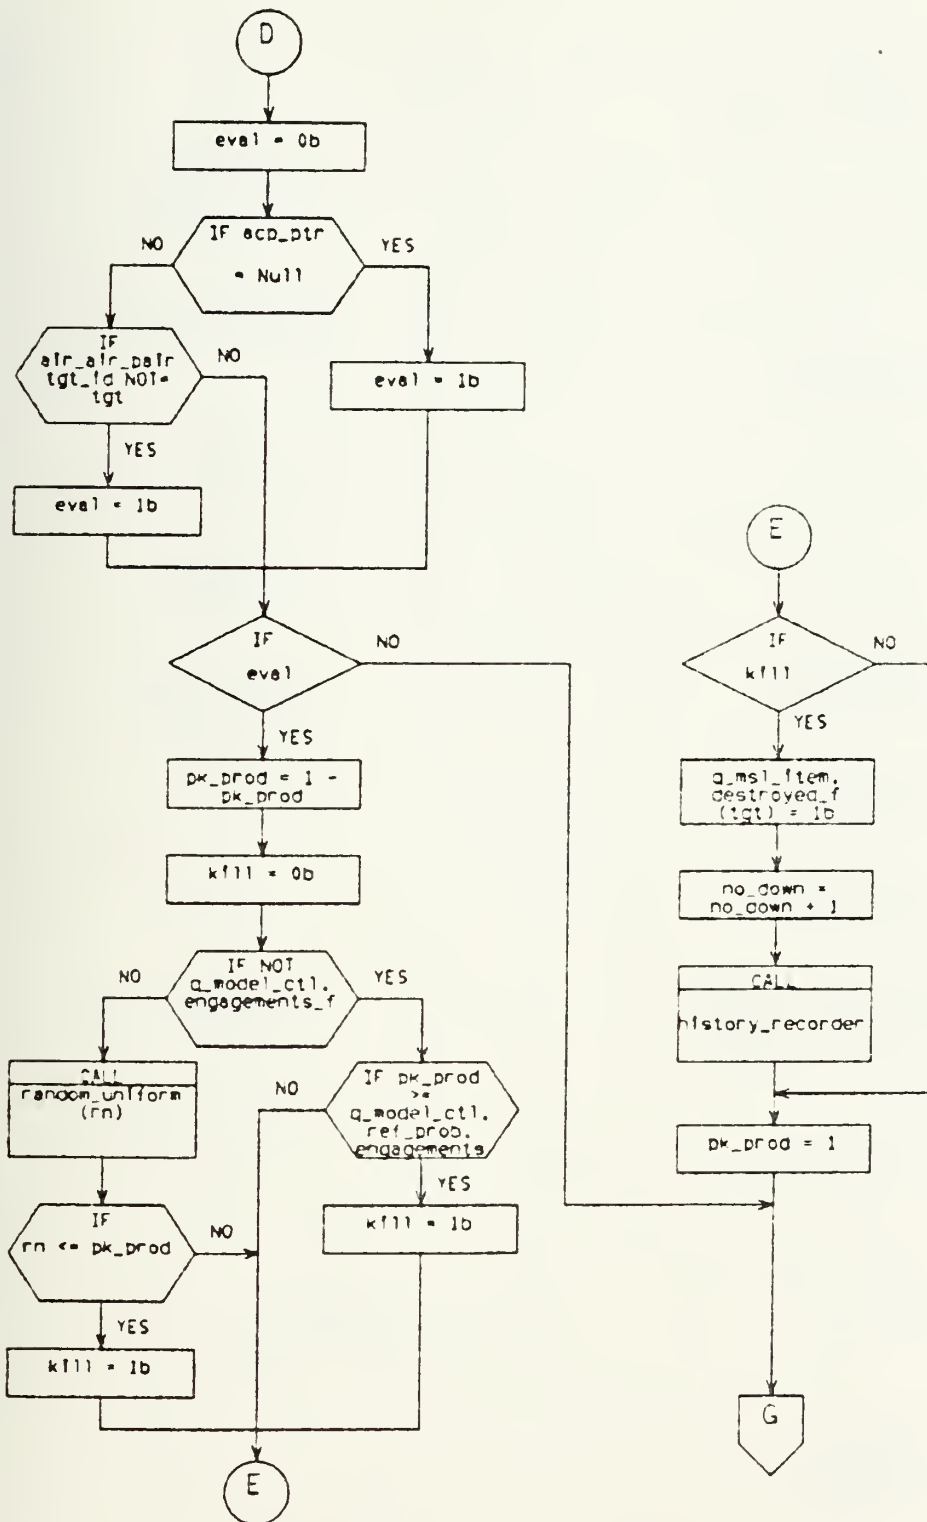 D
eval = 0b
IF acp_ptr
= Null
NO
YES
IF
air_air_pair
tgt_id NOT=
tgt
NO
eval = 1b
YES
eval = 1b
IF
eval
NO
YES
pk_prod = 1 -
pk_prod
kill = 0b
IF NOT
q_model_ctl.
engagements_f
NO
YES
CALL
random_uniform
(rn)
IF pk_prod
>=
q_model_ctl.
ref_prob.
engagements
NO
YES
kill = 1b
IF
rn <= pk_prod
NO
YES
kill = 1b
E
E
IF
kill
NO
YES
q_msl_item.
destroyed_f
(tgt) = 1b
no_down =
no_down + 1
CALL
history_recorder
pk_prod = 1
G